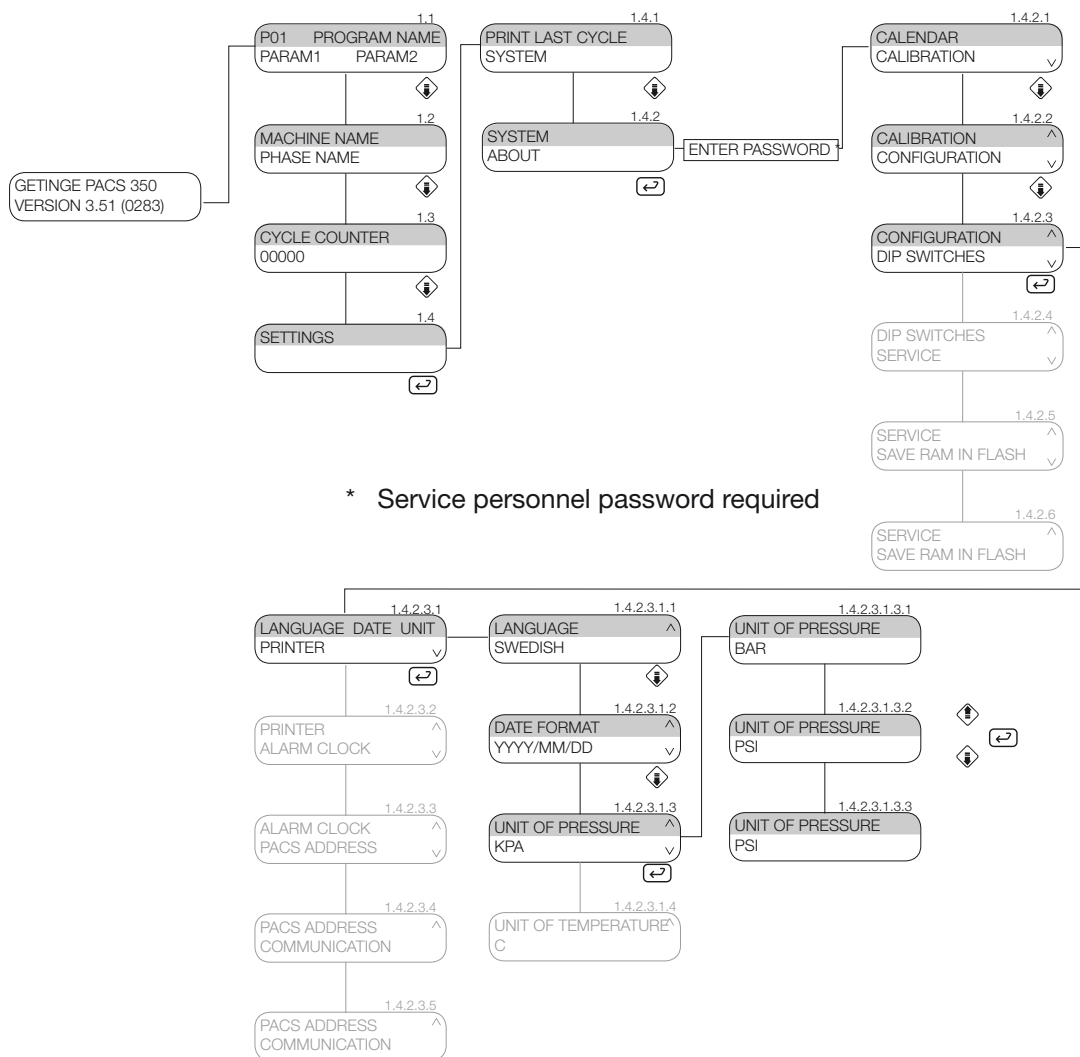 GETINGE PACS 350
VERSION 3.51 (0283)
1.1
P01 PROGRAM NAME
PARAM1 PARAM2
1.2
MACHINE NAME
PHASE NAME
1.3
CYCLE COUNTER
00000
1.4
SETTINGS
1.4.1
PRINT LAST CYCLE
SYSTEM
1.4.2
SYSTEM
ABOUT
ENTER PASSWORD *
1.4.2.1
CALENDAR
CALIBRATION
1.4.2.2
CALIBRATION
CONFIGURATION
1.4.2.3
CONFIGURATION
DIP SWITCHES
1.4.2.4
DIP SWITCHES
SERVICE
1.4.2.5
SERVICE
SAVE RAM IN FLASH
1.4.2.6
SERVICE
SAVE RAM IN FLASH
* Service personnel password required
1.4.2.3.1
LANGUAGE DATE UNIT
PRINTER
1.4.2.3.2
PRINTER
ALARM CLOCK
1.4.2.3.3
ALARM CLOCK
PACS ADDRESS
1.4.2.3.4
PACS ADDRESS
COMMUNICATION
1.4.2.3.5
PACS ADDRESS
COMMUNICATION
1.4.2.3.1.1
LANGUAGE
SWEDISH
1.4.2.3.1.2
DATE FORMAT
YYYY/MM/DD
1.4.2.3.1.3
UNIT OF PRESSURE
KPA
1.4.2.3.1.4
UNIT OF TEMPERATURE
C
1.4.2.3.1.3.1
UNIT OF PRESSURE
BAR
1.4.2.3.1.3.2
UNIT OF PRESSURE
PSI
1.4.2.3.1.3.3
UNIT OF PRESSURE
PSI